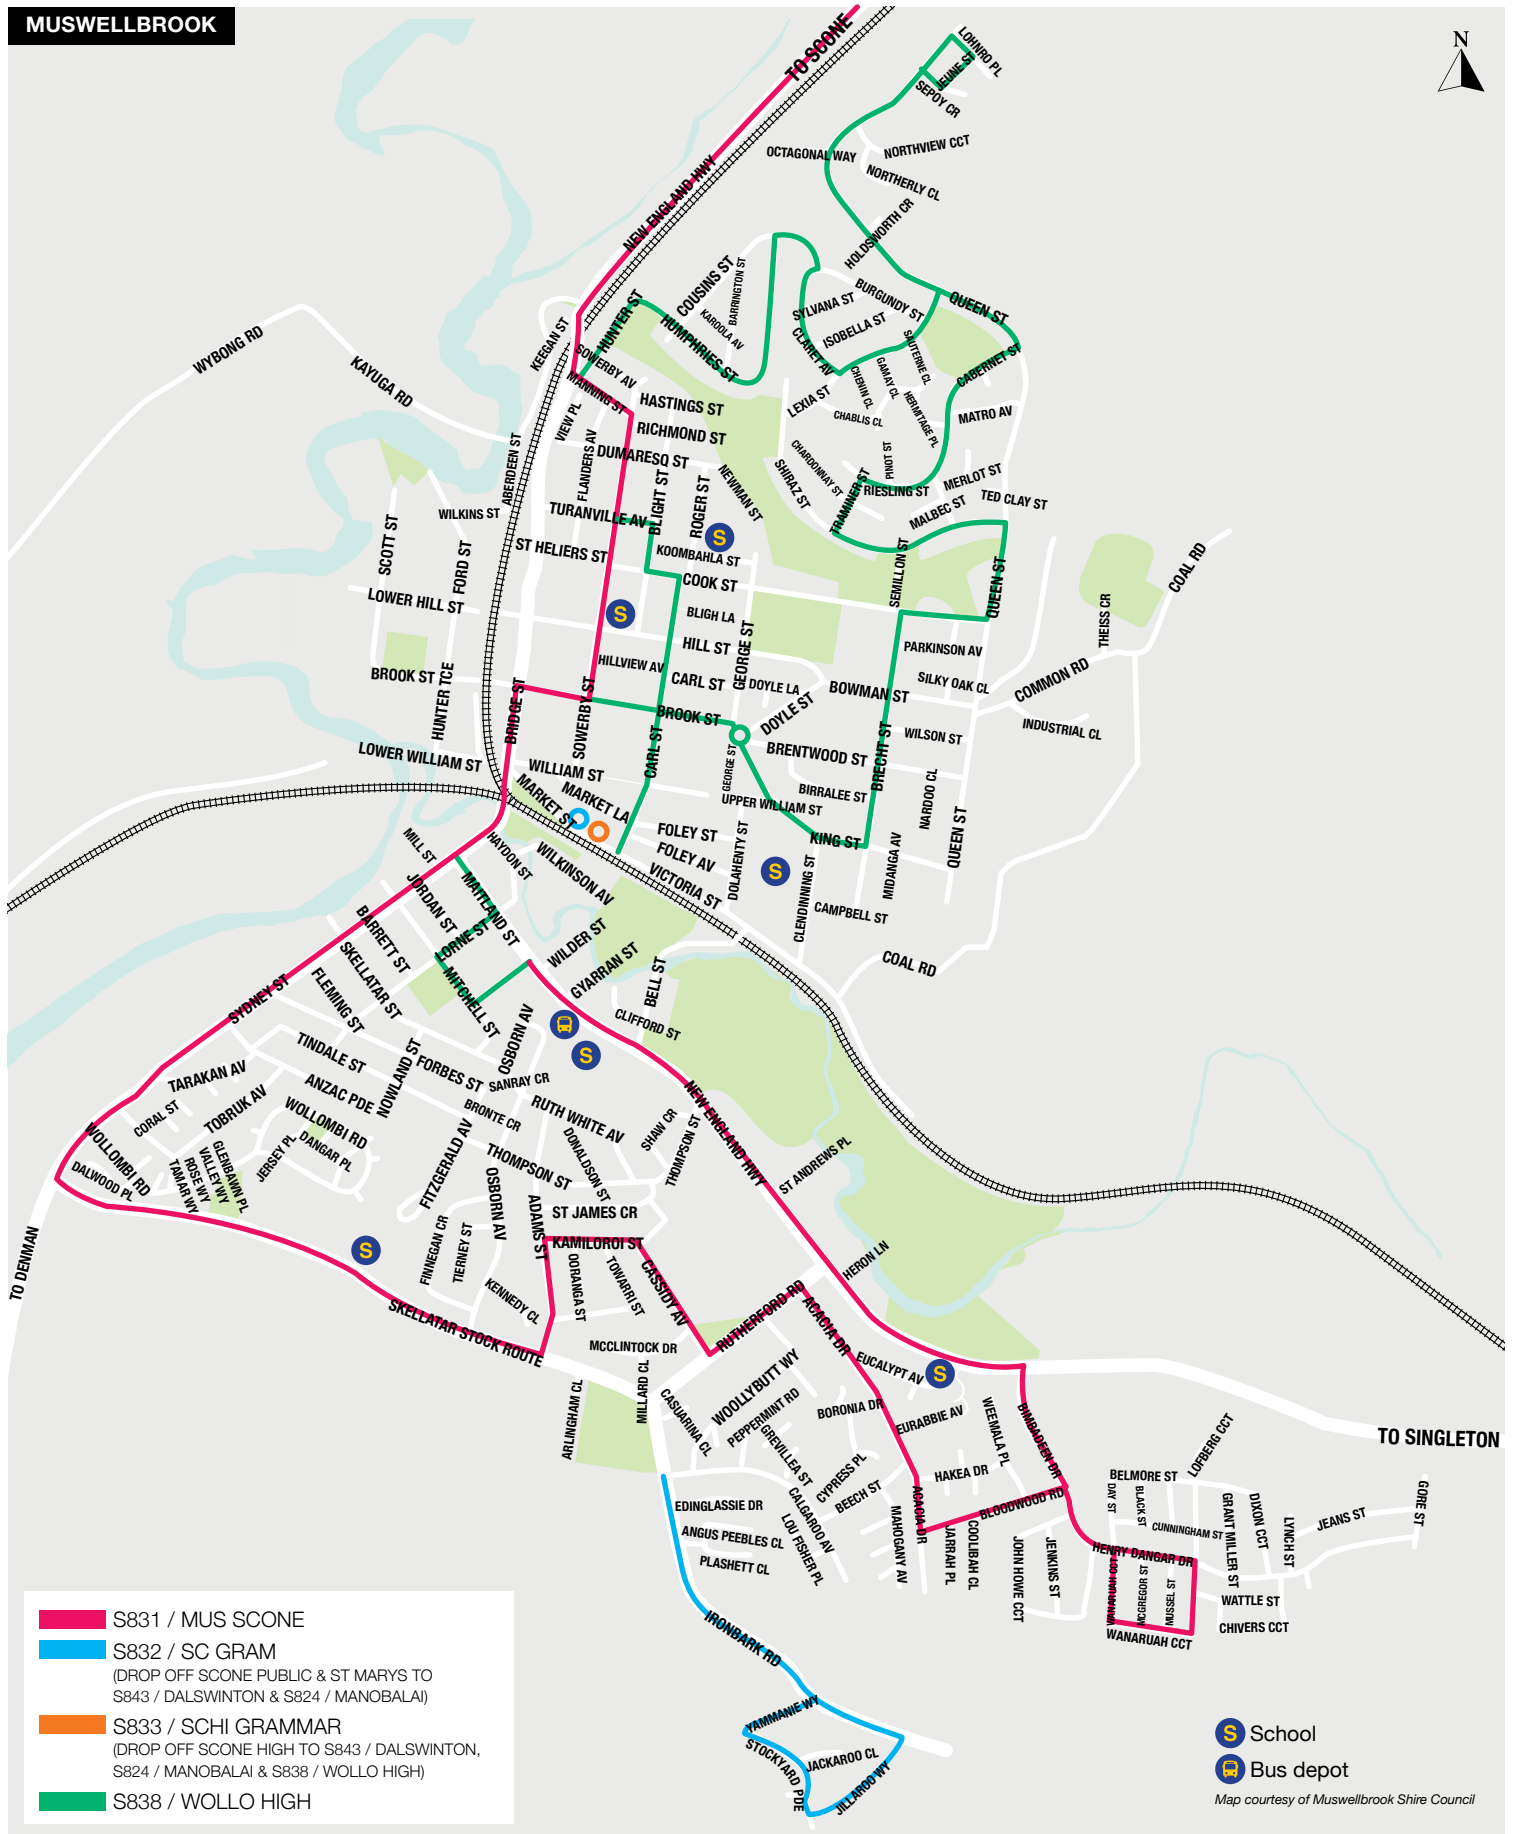 MUSWELLBROOK
N
TO SCONE
LOHNRO PL
JEUNE ST
SEPOY CR
OCTAGONAL WAY
NORTHVIEW CCT
NORTHERLY CL
NEW ENGLAND HWY
HOLDSWORTH CR
COUSINS ST
BARRINGTON ST
KAROOLA AV
HUNTER ST
HUMPHRIES ST
SYLVANA ST
BURGUNDY ST
QUEEN ST
ISOBELLA ST
CLARET AV
SAUTERNE CL
CABERNET ST
KEEGAN ST
SOWERBY AV
MANNING ST
WYBONG RD
KAYUGA RD
CHENIN CL
GAMAY CL
HERMITAGE PL
LEXIA ST
CHABLIS CL
MATRO AV
VIEW PL
HASTINGS ST
RICHMOND ST
DUMARESQ ST
FLANDERS AV
ABERDEEN ST
PINOT ST
CHARDONNAY ST
SHIRAZ ST
TRAMINER ST
FRIESLING ST
MERLOT ST
MALBEC ST
TED CLAY ST
NEWMAN ST
ROGER ST
BLIGHT ST
TURANVILLE AV
WILKINS ST
SCOTT ST
FORD ST
ST HELIERS ST
S
KOOMBAHLA ST
COOK ST
SEMILLON ST
QUEEN ST
COAL RD
THEISS CR
LOWER HILL ST
S
BLIGH LA
HILL ST
GEORGE ST
PARKINSON AV
BROOK ST
HUNTER TCE
HILLVIEW AV
CARL ST
DOYLE LA
BOWMAN ST
SILKY OAK CL
COMMON RD
INDUSTRIAL CL
BRIDGE ST
SOWERBY ST
BROOK ST
DOYLE ST
BRECHT ST
WILSON ST
LOWER WILLIAM ST
CARL ST
GEORGE ST
BRENTWOOD ST
WILLIAM ST
MARKET LA
MARKET ST
BIRRALEE ST
UPPER WILLIAM ST
NARDOO CL
QUEEN ST
KING ST
FOLEY ST
FOLEY AV
VICTORIA ST
DOLAHENTY ST
S
CLENDINNING ST
MIDANGA AV
CAMPBELL ST
COAL RD
MILL ST
HAYDON ST
WILKINSON AV
MAITLAND ST
JORDAN ST
BARRETT ST
LORNE ST
SKELLATAR ST
MITCHELL ST
FLEMING ST
SYDNEY ST
WILDER ST
GYARRAN ST
BELL ST
CLIFFORD ST
S
OSBORN AV
TINDALE ST
NOWLAND ST
FORBES ST
SANRAY CR
TARAKAN AV
ANZAC PDE
CORAL ST
TOBRUK AV
WOLLOMBI RD
BRONTE CR
RUTH WHITE AV
SHAW CR
THOMPSON ST
NEW ENGLAND HWY
ST ANDREWS PL
WOLLOMBI RD
DALWOOD PL
TAMAR WY
ROSE WY
VALLEY WY
GLENBAWN PL
JERSEY PL
DANGAR PL
FITZGERALD AV
THOMPSON ST
DONALDSON ST
OSBORN AV
ADAMS ST
ST JAMES CR
S
FINNEGAN CR
TIERNEY ST
KENNEDY CL
KAMILOROI ST
OORANGA ST
TOWARRI ST
CASSIDY AV
HERON LN
TO DENMAN
SKELLATAR STOCK ROUTE
MCCLINTOCK DR
RUTHERFORD RD
ACACIA DR
EUCALYPT AV
S
ARLINGHAM CL
MILLARD CL
CASUARINA CL
WOOLLYBUTT WY
PEPPERMINT RD
GREVILLEA ST
BORONIA DR
EURABBIE AV
WEEMALA PL
BIMBADEEN DR
TO SINGLETON
CYPRESS PL
BEECH ST
CALGAROO AV
LOU FISHER PL
HAKEA DR
ACACIA DR
BLOODWOOD RD
MAHOGANY AV
JARRAH PL
COOLIBAH CL
JOHN HOWE CCT
JENKINS ST
BELMORE ST
LOFBERG CCT
DAY ST
BLACK ST
CUNNINGHAM ST
GRANT MILLER ST
DIXON CCT
LYNCH ST
JEANS ST
GORE ST
HENRY DANGAR DR
WANARUAH CCT
MCGREGOR ST
MUSSEL ST
WATTLE ST
CHIVERS CCT
WANARUAH CCT
EDINGLASSIE DR
ANGUS PEEBLES CL
PLASHETT CL
IRONBARK RD
YAMMANIE WY
STOCKYARD PDE
JACKAROO CL
JILLAROO WY
S831 / MUS SCONE
S832 / SC GRAM
(DROP OFF SCONE PUBLIC & ST MARYS TO
S843 / DALSWINTON & S824 / MANOBALAI)
S833 / SCHI GRAMMAR
(DROP OFF SCONE HIGH TO S843 / DALSWINTON,
S824 / MANOBALAI & S838 / WOLLO HIGH)
S838 / WOLLO HIGH
S School
Bus depot
Map courtesy of Muswellbrook Shire Council